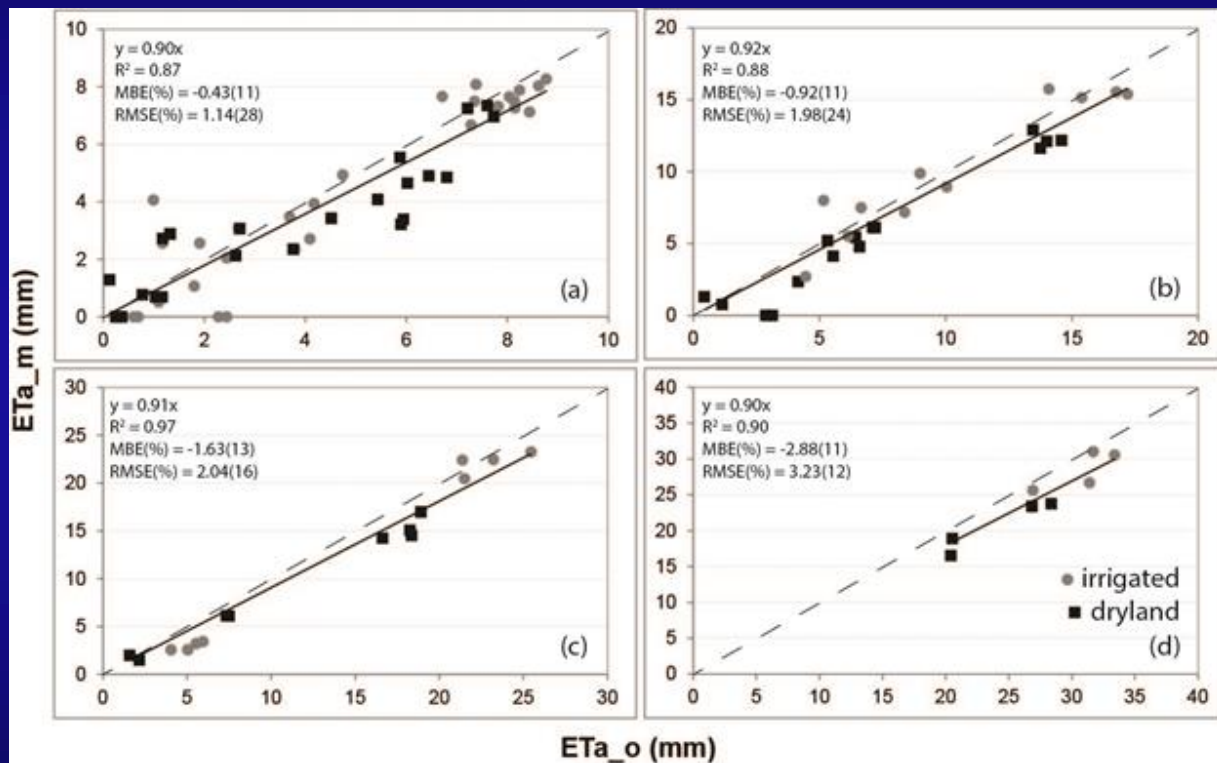 10
8
6
4
2
0
y = 0.90x
R² = 0.87
MBE(%) = -0.43(11)
RMSE(%) = 1.14(28)
(a)
0 2 4 6 8 10
20
15
10
5
0
y = 0.92x
R² = 0.88
MBE(%) = -0.92(11)
RMSE(%) = 1.98(24)
(b)
0 5 10 15 20
ETa_m (mm)
30
25
20
15
10
5
0
y = 0.91x
R² = 0.97
MBE(%) = -1.63(13)
RMSE(%) = 2.04(16)
(c)
0 5 10 15 20 25 30
40
35
30
25
20
15
10
5
0
y = 0.90x
R² = 0.90
MBE(%) = -2.88(11)
RMSE(%) = 3.23(12)
irrigated
dryland
(d)
0 5 10 15 20 25 30 35 40
ETa_o (mm)